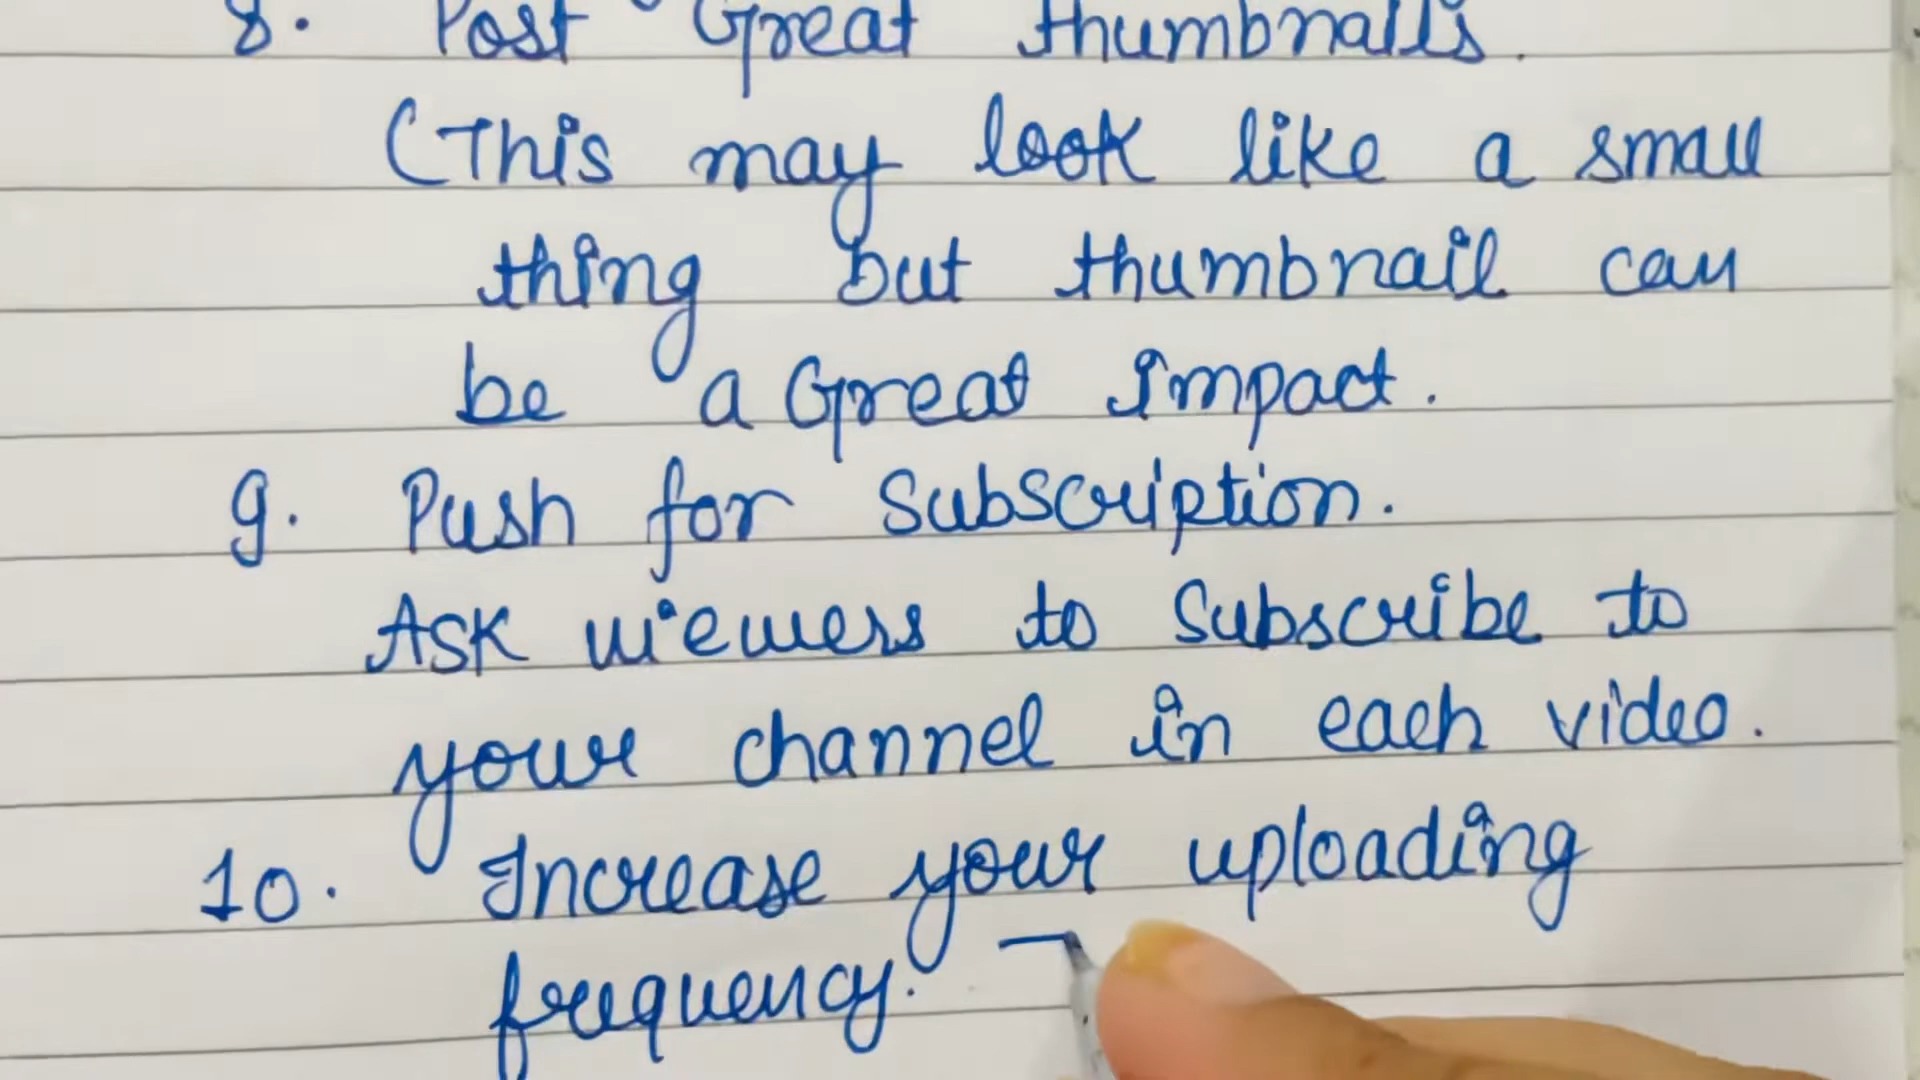 8. Post Great thumbnails.
(This may look like a small
thing but thumbnail can
be a Great Impact.
9. Push for Subscription.
Ask viewers to Subscribe to
your channel in each video.
10. Increase your uploading
frequency.